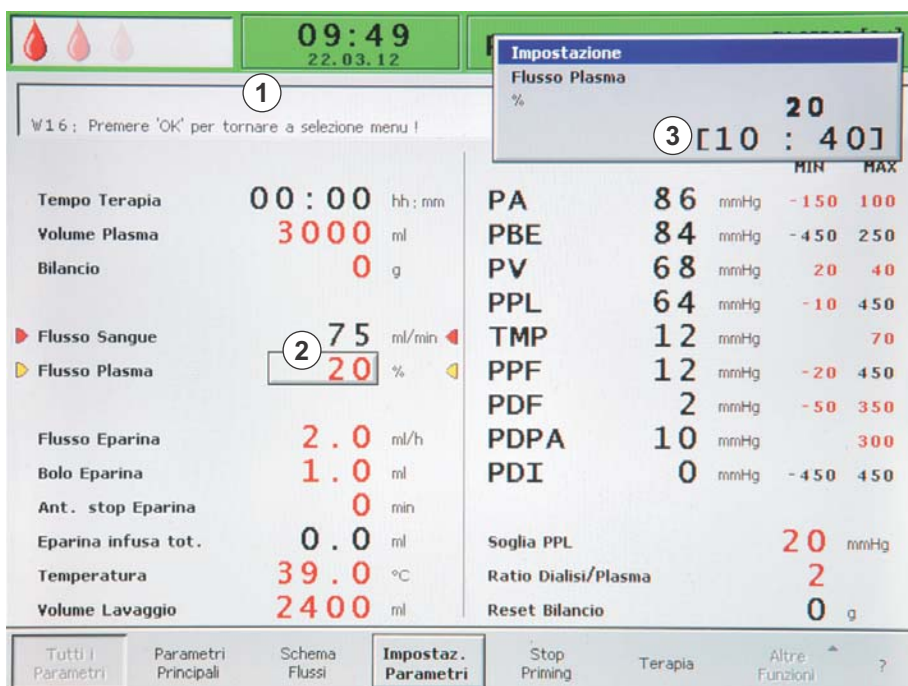 09:49
22.03.12
Impostazione
Flusso Plasma
% 20
3 [10 : 40]
1
W16: Premere 'OK' per tornare a selezione menu !
MIN MAX
Tempo Terapia 00:00 hh:mm
Volume Plasma 3000 ml
Bilancio 0 g
Flusso Sangue 75 ml/min
2
Flusso Plasma 20 %
Flusso Eparina 2.0 ml/h
Bolo Eparina 1.0 ml
Ant. stop Eparina 0 min
Eparina infusa tot. 0.0 ml
Temperatura 39.0 °C
Volume Lavaggio 2400 ml
PA 86 mmHg -150 100
PBE 84 mmHg -450 250
PV 68 mmHg 20 40
PPL 64 mmHg -10 450
TMP 12 mmHg 70
PPF 12 mmHg -20 450
PDF 2 mmHg -50 350
PDPA 10 mmHg 300
PDI 0 mmHg -450 450
Soglia PPL 20 mmHg
Ratio Dialisi/Plasma 2
Reset Bilancio 0 g
Tutti i
Parametri
Parametri
Principali
Schema
Flussi
Impostaz.
Parametri
Stop
Priming
Terapia
Altre
Funzioni
?